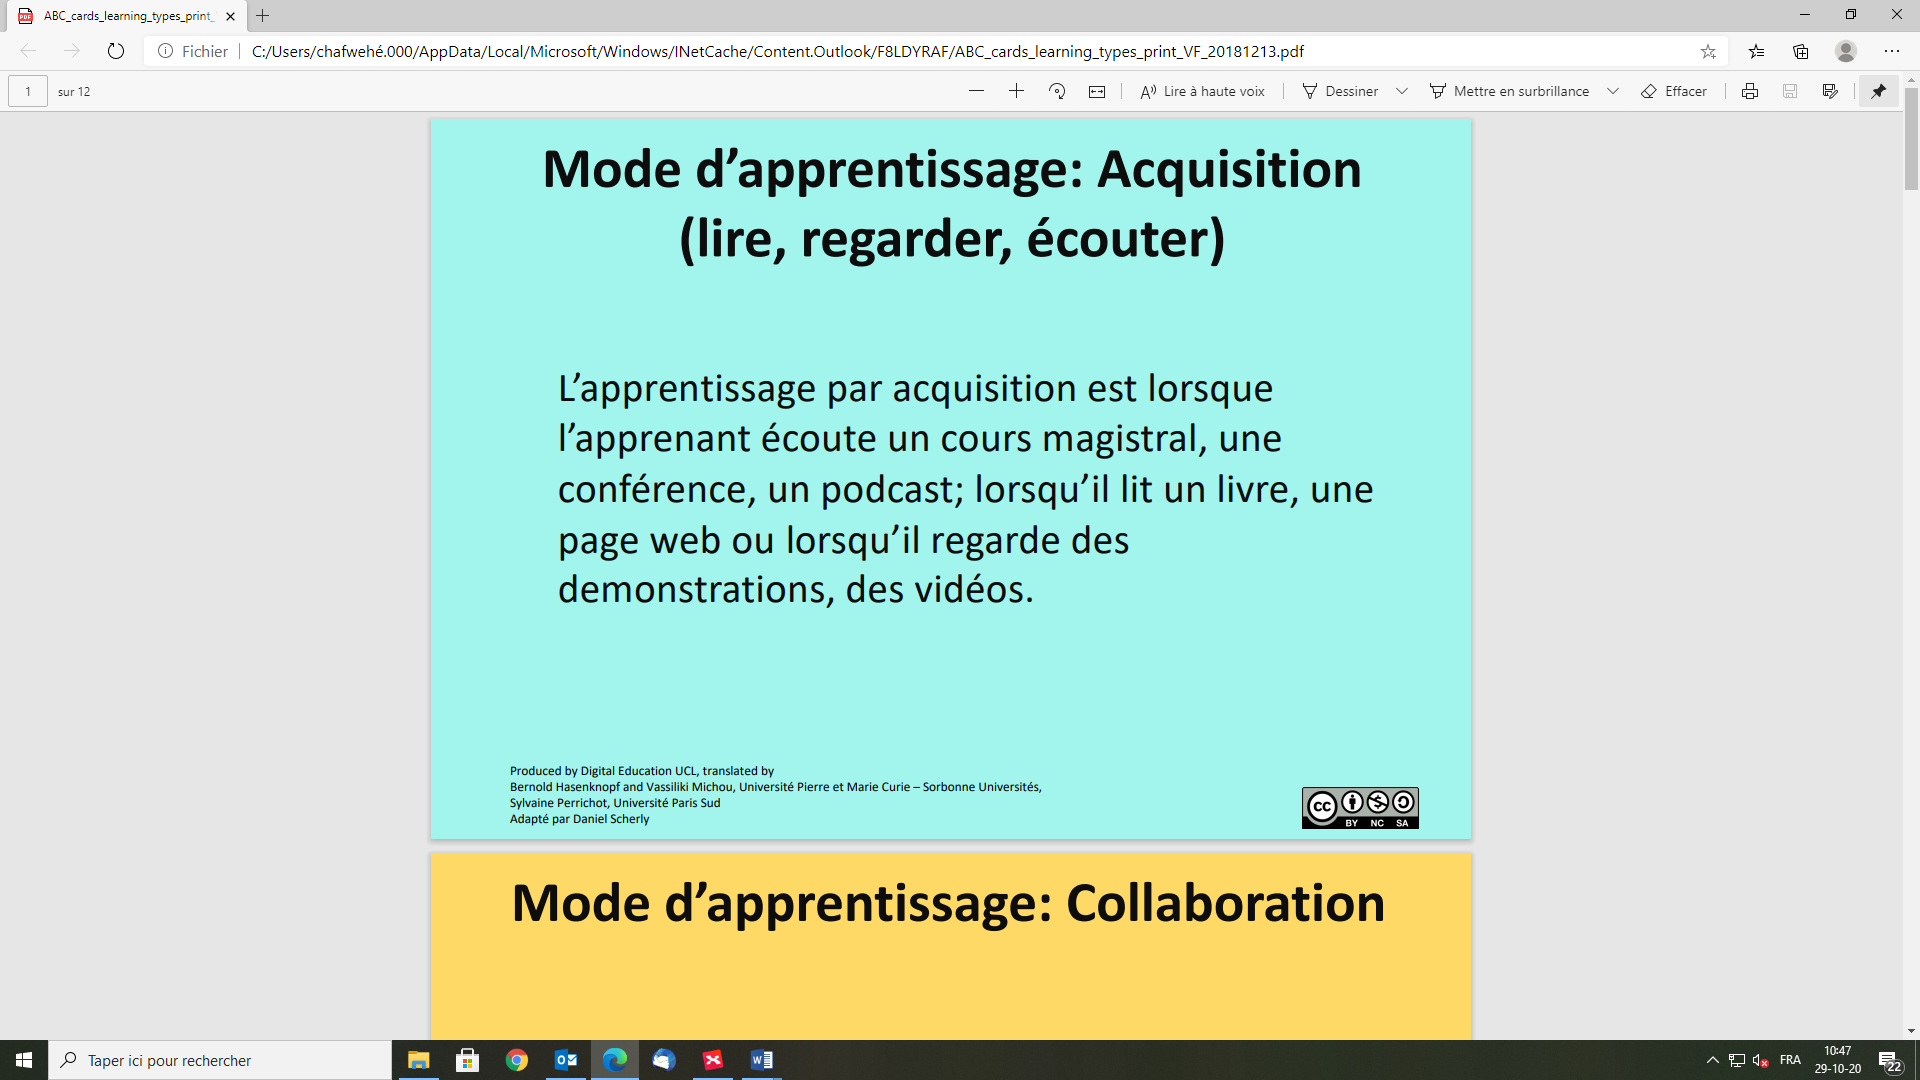 ABC_cards_learning_types_print_
Fichier
C:/Users/chafwehé.000/AppData/Local/Microsoft/Windows/INetCache/Content.Outlook/F8LDYRAF/ABC_cards_learning_types_print_VF_20181213.pdf
1 sur 12
Lire à haute voix
Dessiner
Mettre en surbrillance
Effacer
Mode d’apprentissage: Acquisition
(lire, regarder, écouter)
L’apprentissage par acquisition est lorsque
l’apprenant écoute un cours magistral, une
conférence, un podcast; lorsqu’il lit un livre, une
page web ou lorsqu’il regarde des
demonstrations, des vidéos.
Produced by Digital Education UCL, translated by
Bernold Hasenknopf and Vassiliki Michou, Université Pierre et Marie Curie – Sorbonne Universités,
Sylvaine Perrichot, Université Paris Sud
Adapté par Daniel Scherly
cc
BY NC SA
Mode d’apprentissage: Collaboration
Taper ici pour rechercher
FRA
10:47
29-10-20
22